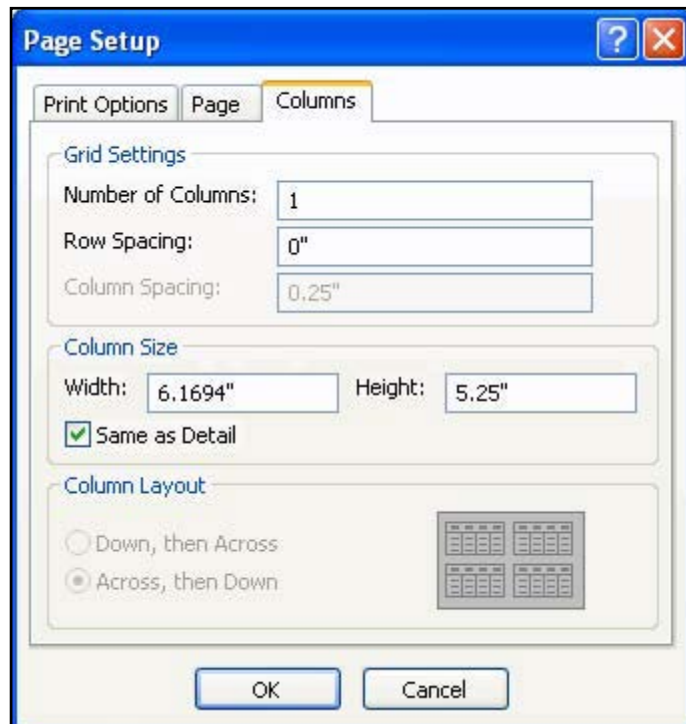 Page Setup
?
Print Options Page Columns
Grid Settings
Number of Columns: 1
Row Spacing: 0"
Column Spacing: 0.25"
Column Size
Width: 6.1694" Height: 5.25"
Same as Detail
Column Layout
Down, then Across
Across, then Down
OK Cancel